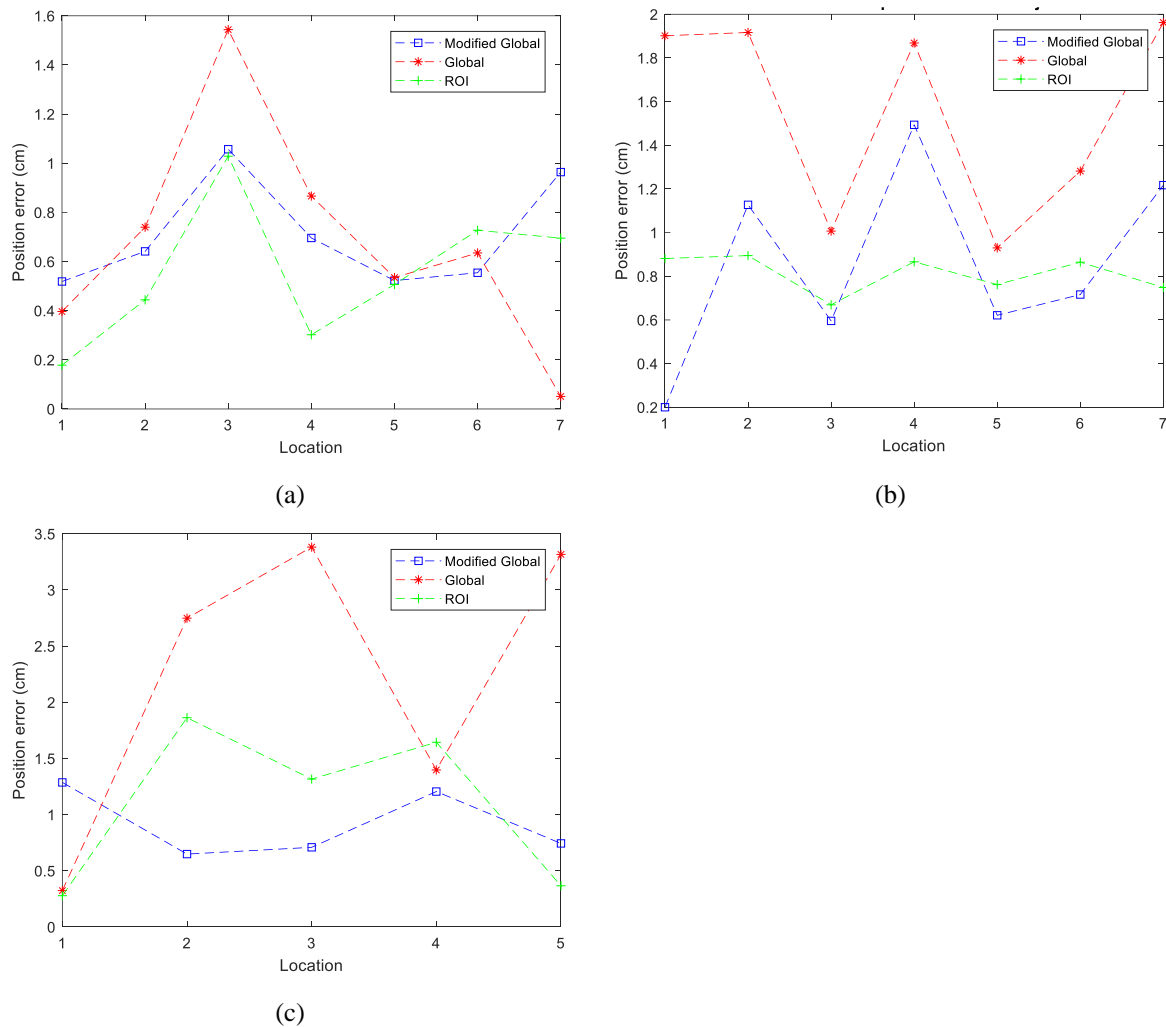 1.6
1.4
1.2
1
0.8
0.6
0.4
0.2
0
Position error (cm)
Modified Global
Global
ROI
1 2 3 4 5 6 7
Location
(a)
2
1.8
1.6
1.4
1.2
1
0.8
0.6
0.4
0.2
Position error (cm)
Modified Global
Global
ROI
1 2 3 4 5 6 7
Location
(b)
3.5
3
2.5
2
1.5
1
0.5
0
Position error (cm)
Modified Global
Global
ROI
1 2 3 4 5
Location
(c)